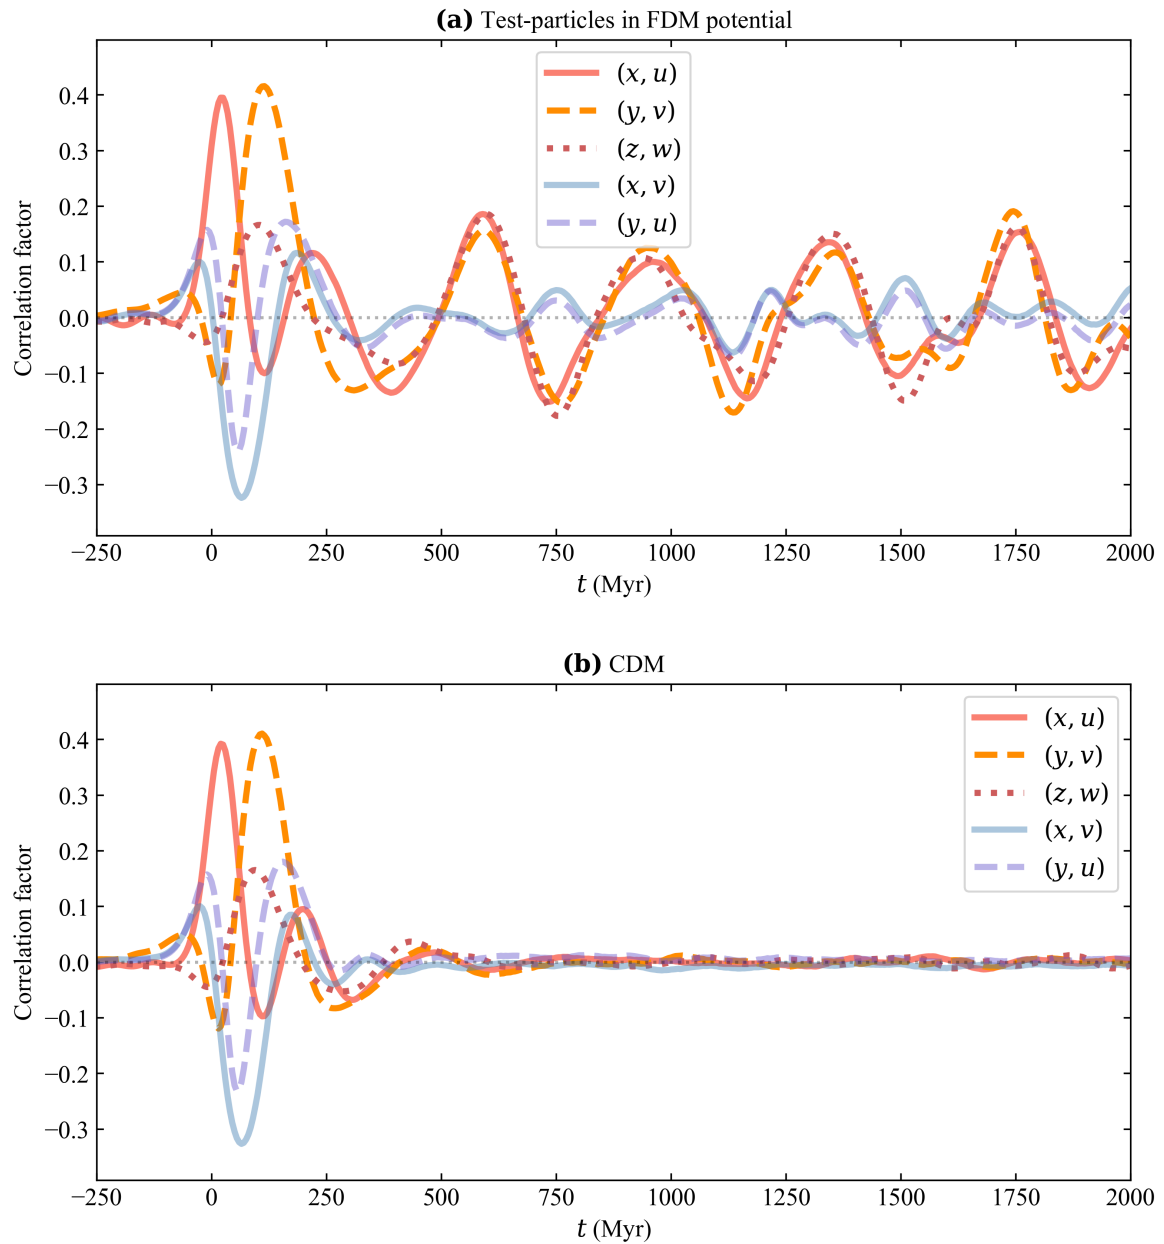 (a) Test-particles in FDM potential
Correlation factor
0.4
0.3
0.2
0.1
0.0
−0.1
−0.2
−0.3
(x, u)
(y, v)
(z, w)
(x, v)
(y, u)
−250 0 250 500 750 1000 1250 1500 1750 2000
t (Myr)
(b) CDM
Correlation factor
0.4
0.3
0.2
0.1
0.0
−0.1
−0.2
−0.3
(x, u)
(y, v)
(z, w)
(x, v)
(y, u)
−250 0 250 500 750 1000 1250 1500 1750 2000
t (Myr)